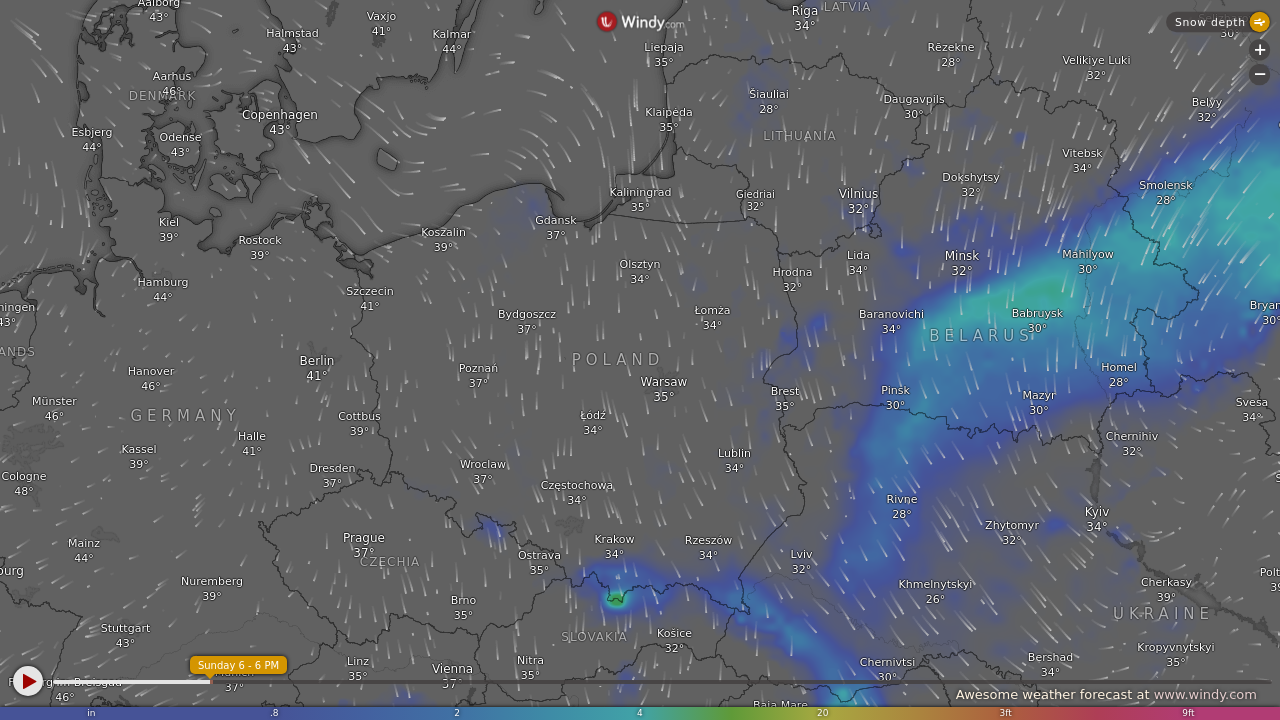 Aalborg
43°
Vaxjo
41°
Riga
34°
LATVIA
Windy.com
Snow depth
30°
Halmstad
43°
Kalmar
44°
Liepaja
35°
Rēzekne
28°
Velikiye Luki
32°
Aarhus
46°
DENMARK
Šiauliai
28°
Daugavpils
30°
Belyy
32°
Copenhagen
43°
Klaipėda
35°
LITHUANIA
Esbjerg
44°
Odense
43°
Vitebsk
34°
Dokshytsy
32°
Smolensk
28°
Kaliningrad
35°
Giedriai
32°
Vilnius
32°
Kiel
39°
Rostock
39°
Koszalin
39°
Gdansk
37°
Olsztyn
34°
Hrodna
32°
Lida
34°
Minsk
32°
Mahilyow
30°
Hamburg
44°
Szczecin
41°
ningen
43°
Bydgoszcz
37°
Łomża
34°
Baranovichi
34°
Babruysk
30°
BELARUS
Bryan
30°
ANDS
Hanover
46°
Berlin
41°
Poznań
37°
POLAND
Warsaw
35°
Brest
35°
Pinsk
30°
Homel
28°
Mazyr
30°
Münster
46°
GERMANY
Cottbus
39°
Łódź
34°
Svesa
34°
Kassel
39°
Halle
41°
Chernihiv
32°
Cologne
48°
Dresden
37°
Wroclaw
37°
Częstochowa
34°
Lublin
34°
Rivne
28°
Kyiv
34°
Zhytomyr
32°
Mainz
44°
Prague
37°
CZECHIA
Ostrava
35°
Krakow
34°
Rzeszów
34°
Lviv
32°
ourg
Nuremberg
39°
Brno
35°
Khmelnytskyi
26°
Cherkasy
39°
Polt
UKRAINE
Stuttgart
43°
SLOVAKIA
Košice
32°
Kropyvnytskyi
35°
Sunday 6 - 6 PM
Linz
35°
Vienna
37°
Nitra
35°
Chernivtsi
30°
Bershad
34°
46°
37°
Awesome weather forecast at www.windy.com
Baia Mare
in .8 2 4 20 3ft 9ft